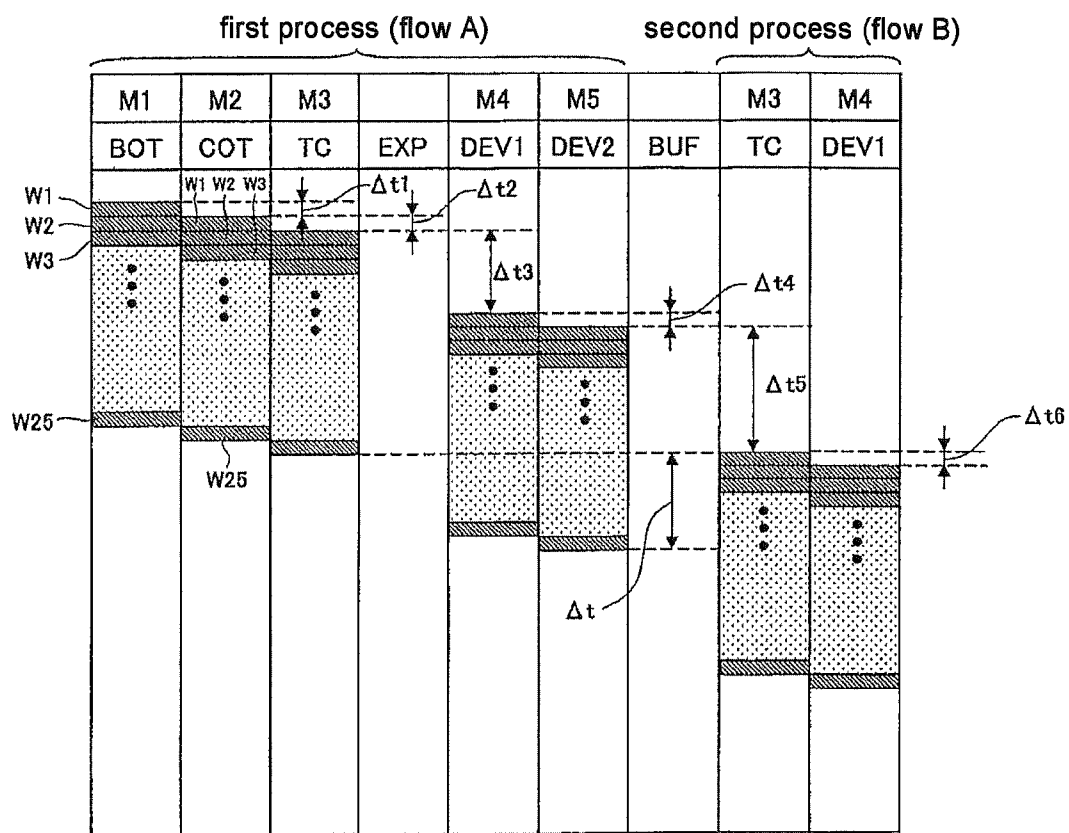 first process (flow A) second process (flow B)
M1 M2 M3 M4 M5 M3 M4
BOT COT TC EXP DEV1 DEV2 BUF TC DEV1
W1 W1 W2 W3 Δt1 Δt2
W2
W3
Δt3
Δt4
Δt5
W25
Δt6
W25
Δt